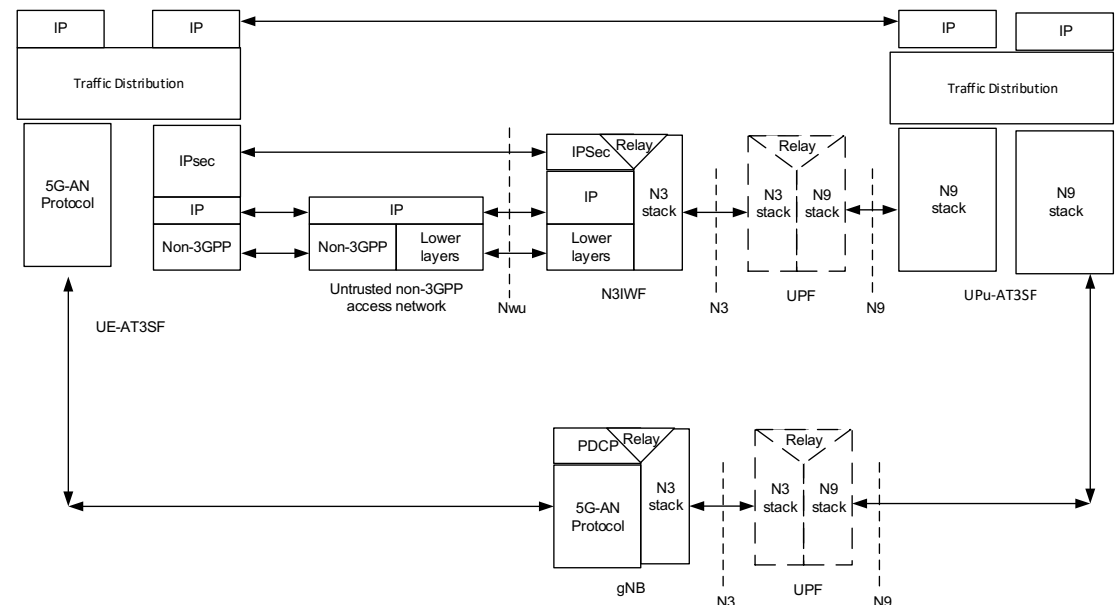 IP
IP
IP
IP
Traffic Distribution
Traffic Distribution
5G-AN
Protocol
IPsec
IP
Non-3GPP
IP
Non-3GPP
Lower
layers
Untrusted non-3GPP
access network
Nwu
IPSec
Relay
IP
Lower
layers
N3
stack
N3IWF
N3
Relay
N3
stack
N9
stack
UPF
N9
N9
stack
N9
stack
UPu-AT3SF
UE-AT3SF
PDCP
Relay
5G-AN
Protocol
N3
stack
gNB
N3
Relay
N3
stack
N9
stack
UPF
N9